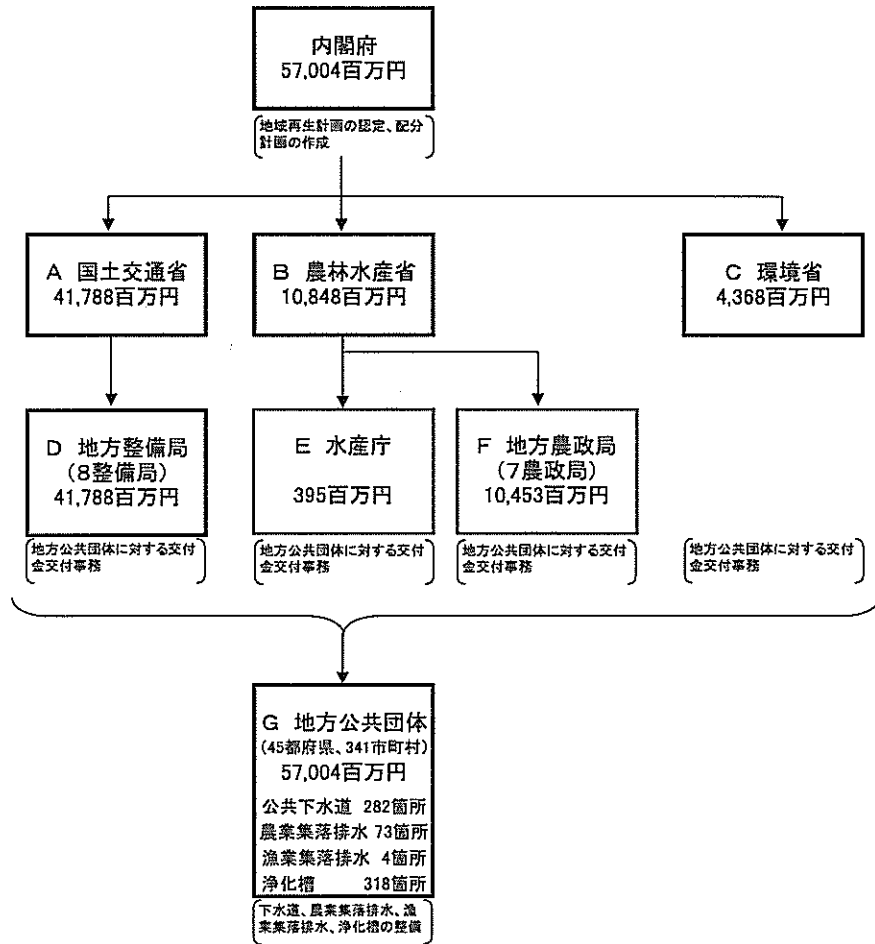 内閣府
57,004百万円
地域再生計画の認定、配分
計画の作成
A 国土交通省
41,788百万円
B 農林水産省
10,848百万円
C 環境省
4,368百万円
D 地方整備局
(8整備局)
41,788百万円
E 水産庁
395百万円
F 地方農政局
(7農政局)
10,453百万円
地方公共団体に対する交付
金交付事務
地方公共団体に対する交付
金交付事務
地方公共団体に対する交付
金交付事務
地方公共団体に対する交付
金交付事務
G 地方公共団体
(45都府県、341市町村)
57,004百万円
公共下水道 282箇所
農業集落排水 73箇所
漁業集落排水 4箇所
浄化槽 318箇所
下水道、農業集落排水、漁
業集落排水、浄化槽の整備